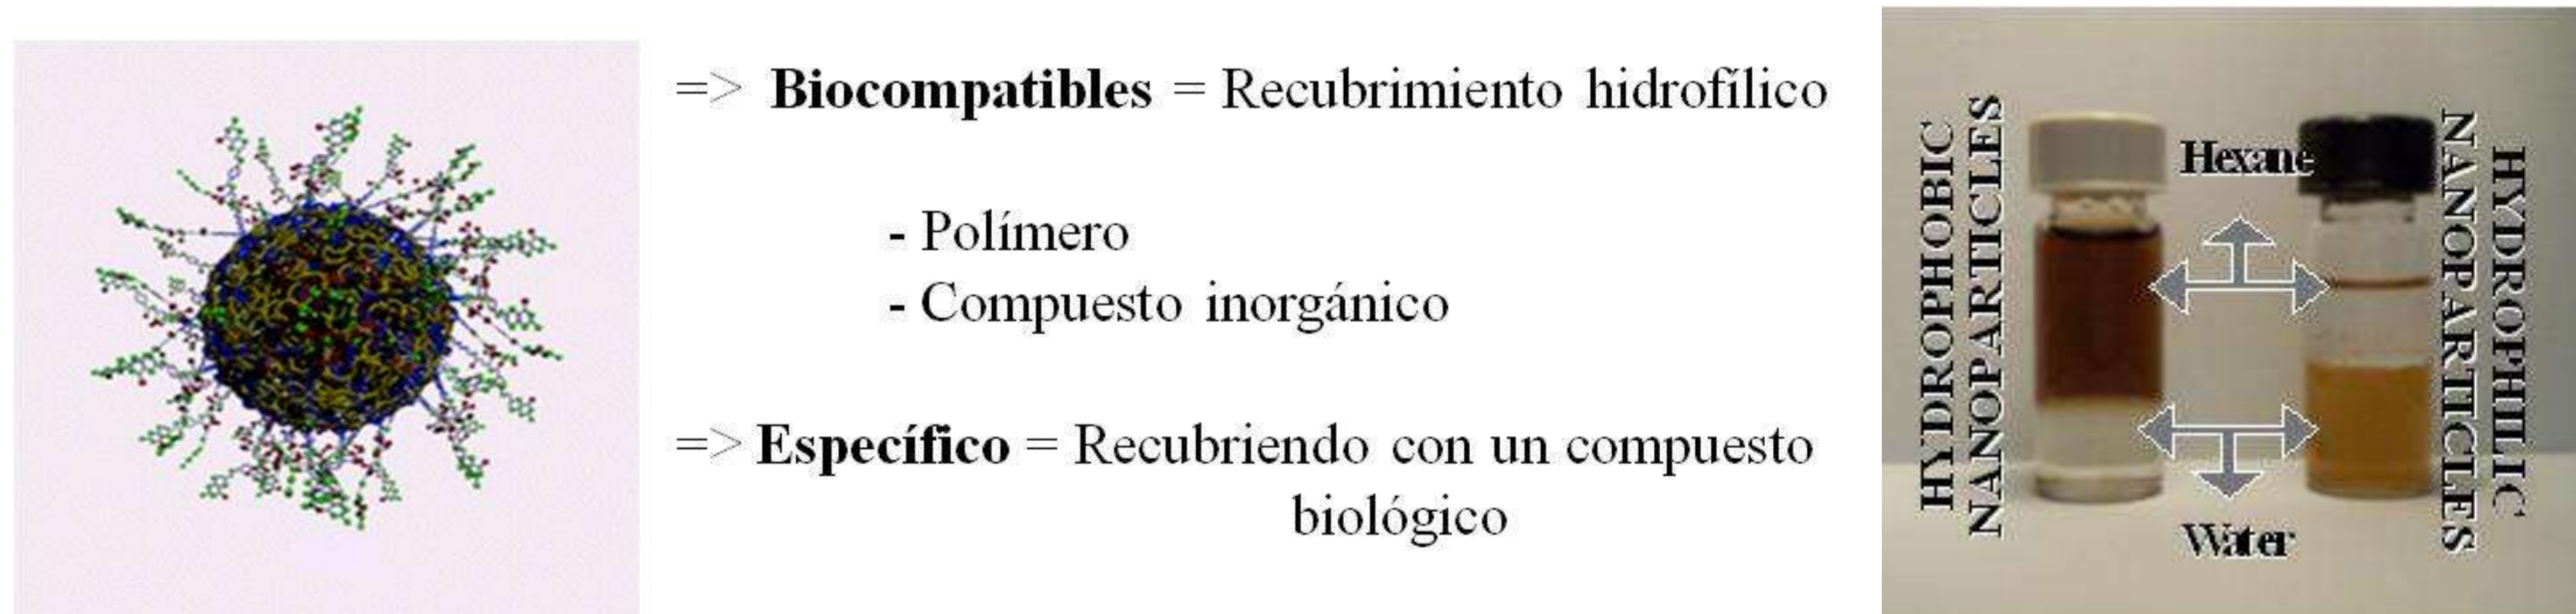 => Biocompatibles = Recubrimiento hidrofílico
- Polímero
- Compuesto inorgánico
=> Específico = Recubriendo con un compuesto
biológico
HYDROPHOBIC
NANOPARTICLES
Hexane
Water
HYDROPHILIC
NANOPARTICLES